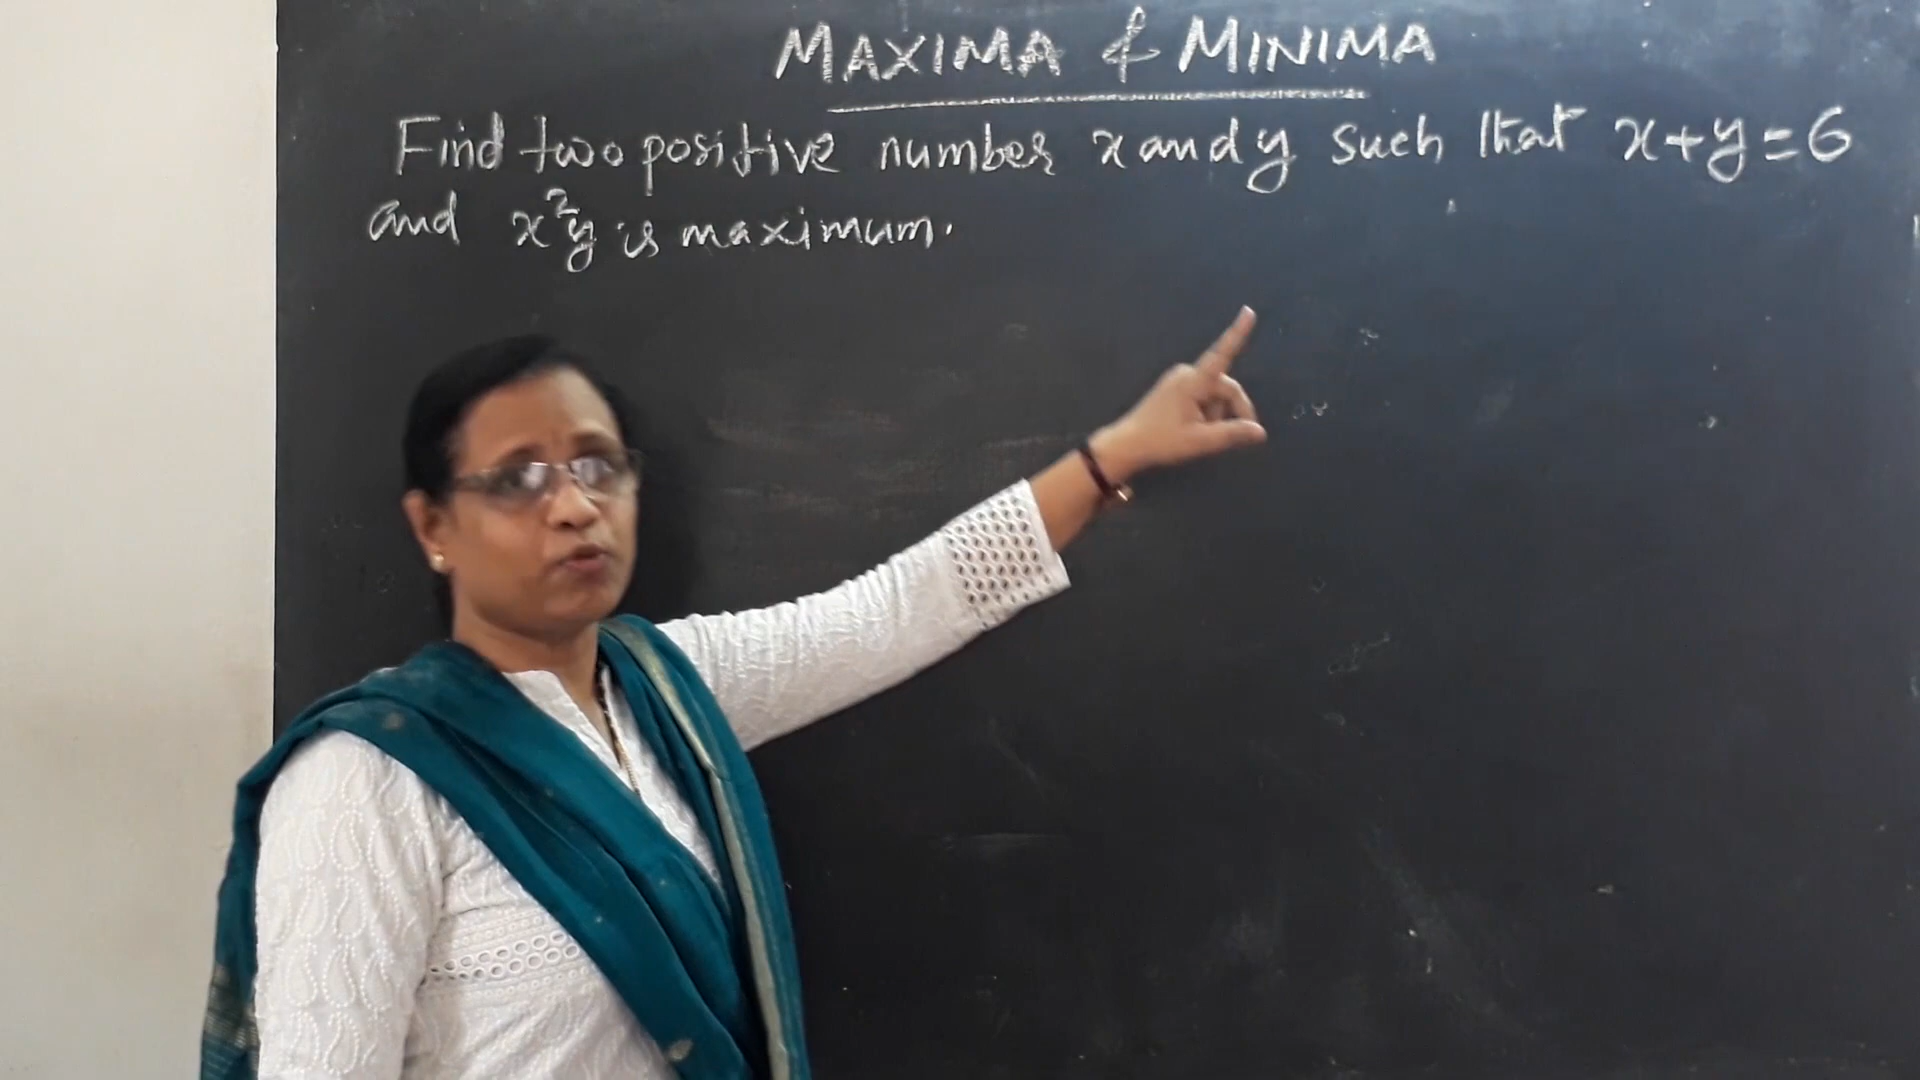 MAXIMA & MINIMA
Find two positive number x and y such that x+y=6
and x²y is maximum.